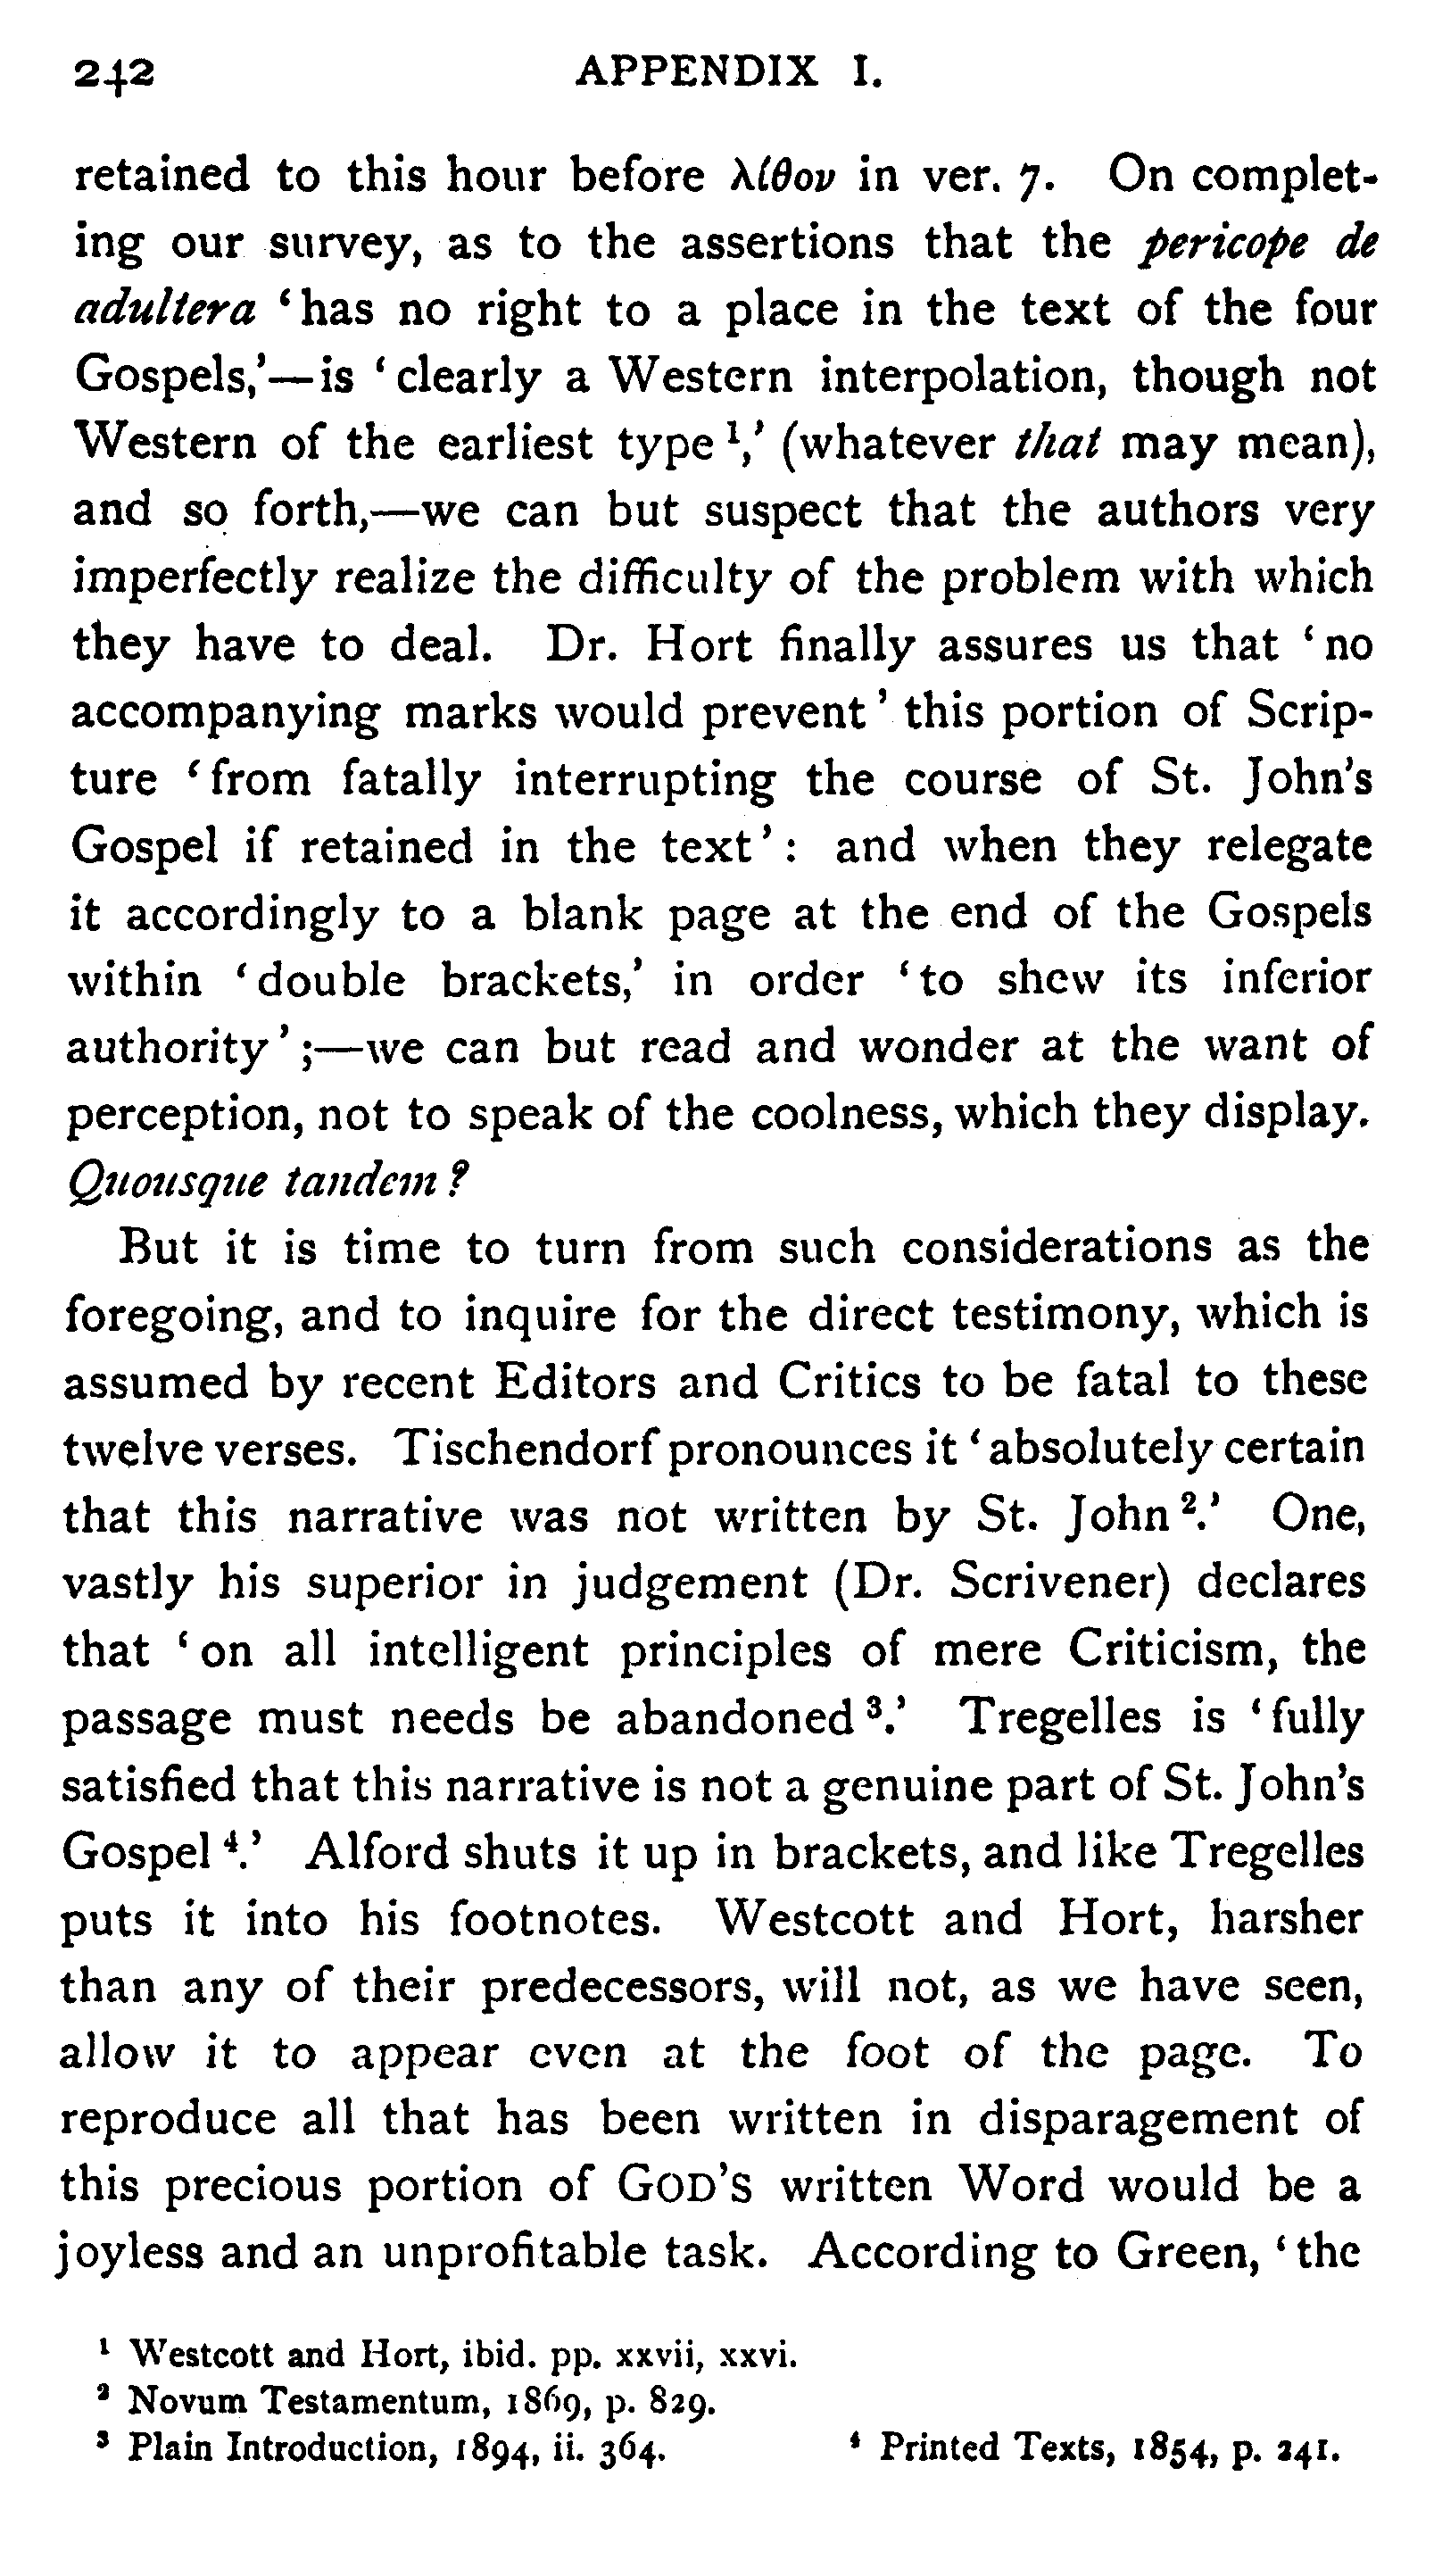 242 APPENDIX I.
retained to this hour before λίθον in ver. 7. On complet-
ing our survey, as to the assertions that the pericope de
adultera ‘has no right to a place in the text of the four
Gospels,’—is ‘clearly a Western interpolation, though not
Western of the earliest type ¹,’ (whatever that may mean),
and so forth,—we can but suspect that the authors very
imperfectly realize the difficulty of the problem with which
they have to deal. Dr. Hort finally assures us that ‘no
accompanying marks would prevent’ this portion of Scrip-
ture ‘from fatally interrupting the course of St. John’s
Gospel if retained in the text’: and when they relegate
it accordingly to a blank page at the end of the Gospels
within ‘double brackets,’ in order ‘to shew its inferior
authority’;—we can but read and wonder at the want of
perception, not to speak of the coolness, which they display.
Quousque tandem?
But it is time to turn from such considerations as the
foregoing, and to inquire for the direct testimony, which is
assumed by recent Editors and Critics to be fatal to these
twelve verses. Tischendorf pronounces it ‘absolutely certain
that this narrative was not written by St. John ².’ One,
vastly his superior in judgement (Dr. Scrivener) declares
that ‘on all intelligent principles of mere Criticism, the
passage must needs be abandoned ³.’ Tregelles is ‘fully
satisfied that this narrative is not a genuine part of St. John’s
Gospel ⁴.’ Alford shuts it up in brackets, and like Tregelles
puts it into his footnotes. Westcott and Hort, harsher
than any of their predecessors, will not, as we have seen,
allow it to appear even at the foot of the page. To
reproduce all that has been written in disparagement of
this precious portion of GOD’S written Word would be a
joyless and an unprofitable task. According to Green, ‘the
¹ Westcott and Hort, ibid. pp. xxvii, xxvi.
² Novum Testamentum, 1869, p. 829.
³ Plain Introduction, 1894, ii. 364. ⁴ Printed Texts, 1854, p. 241.